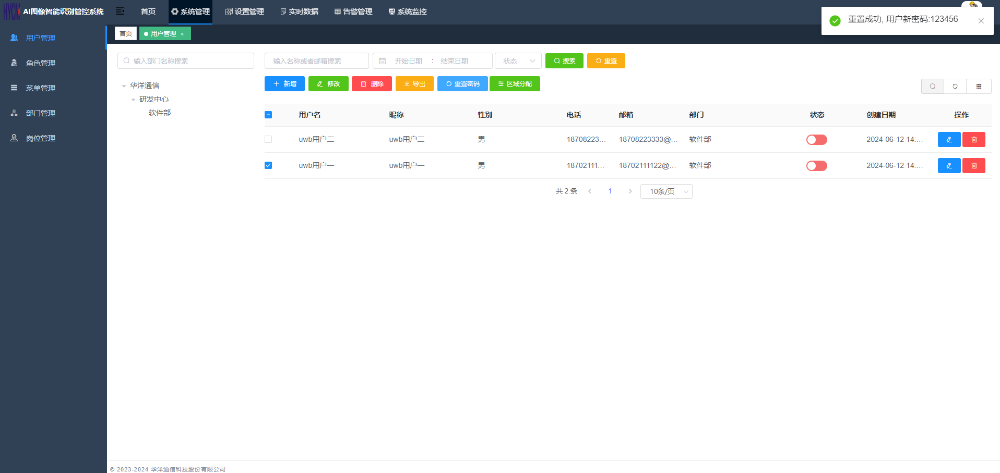 HYCM AI图像智能识别管控系统
首页
系统管理
设置管理
实时数据
告警管理
系统监控
重置成功, 用户新密码:123456
用户管理
角色管理
菜单管理
部门管理
岗位管理
首页
用户管理 ×
输入部门名称搜索
华洋通信
研发中心
软件部
输入名称或者邮箱搜索
开始日期 : 结束日期
状态
搜索
重置
新增
修改
删除
导出
重置密码
区域分配
用户名 昵称 性别 电话 邮箱 部门 状态 创建日期 操作
uwb用户二 uwb用户二 男 18708223... 18708223333@... 软件部 2024-06-12 14:...
uwb用户一 uwb用户一 男 18702111... 18702111122@... 软件部 2024-06-12 14:...
共 2 条 1 10条/页
© 2023-2024 华洋通信科技股份有限公司